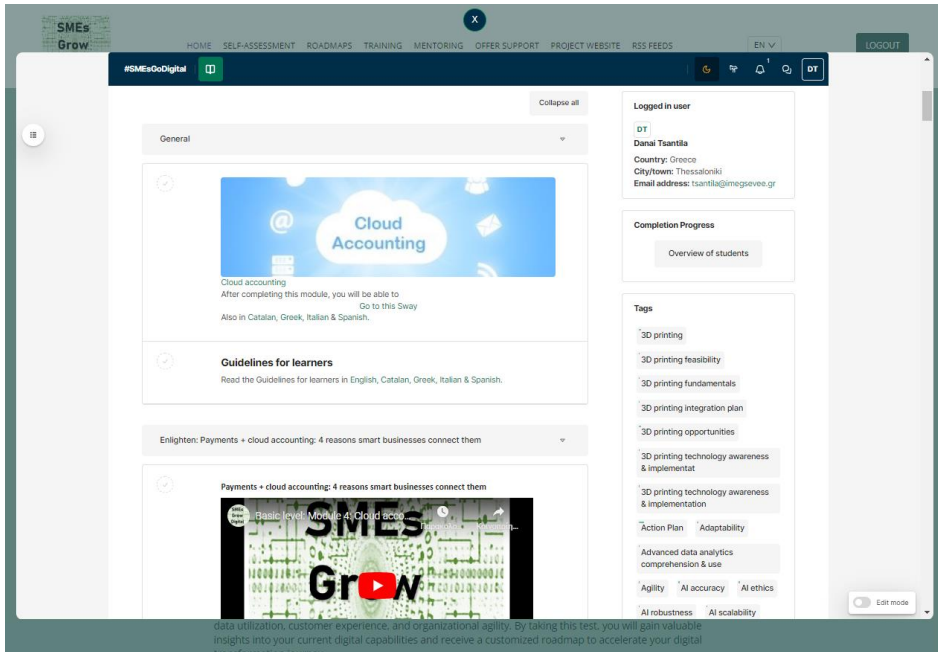 SMEs
Grow
X
HOME SELF-ASSESSMENT ROADMAPS TRAINING MENTORING OFFER SUPPORT PROJECT WEBSITE RSS FEEDS
EN
LOGOUT
#SMEsGoDigital
1
DT
Collapse all
General
Cloud
Accounting
Cloud accounting
After completing this module, you will be able to
Go to this Sway
Also in Catalan, Greek, Italian & Spanish.
Guidelines for learners
Read the Guidelines for learners in English, Catalan, Greek, Italian & Spanish.
Enlighten: Payments + cloud accounting: 4 reasons smart businesses connect them
Payments + cloud accounting: 4 reasons smart businesses connect them
SMEs
Grow
Digital
Basic level: Module 4: Cloud acco...
SMEs
Grow
Logged in user
DT
Danai Tsantila
Country: Greece
City/town: Thessaloniki
Email address: tsantila@imegsevee.gr
Completion Progress
Overview of students
Tags
3D printing
3D printing feasibility
3D printing fundamentals
3D printing integration plan
3D printing opportunities
3D printing technology awareness
& implementat
3D printing technology awareness
& implementation
Action Plan Adaptability
Advanced data analytics
comprehension & use
Agility AI accuracy AI ethics
AI robustness AI scalability
Edit mode
data utilization, customer experience, and organizational agility. By taking this test, you will gain valuable
insights into your current digital capabilities and receive a customized roadmap to accelerate your digital